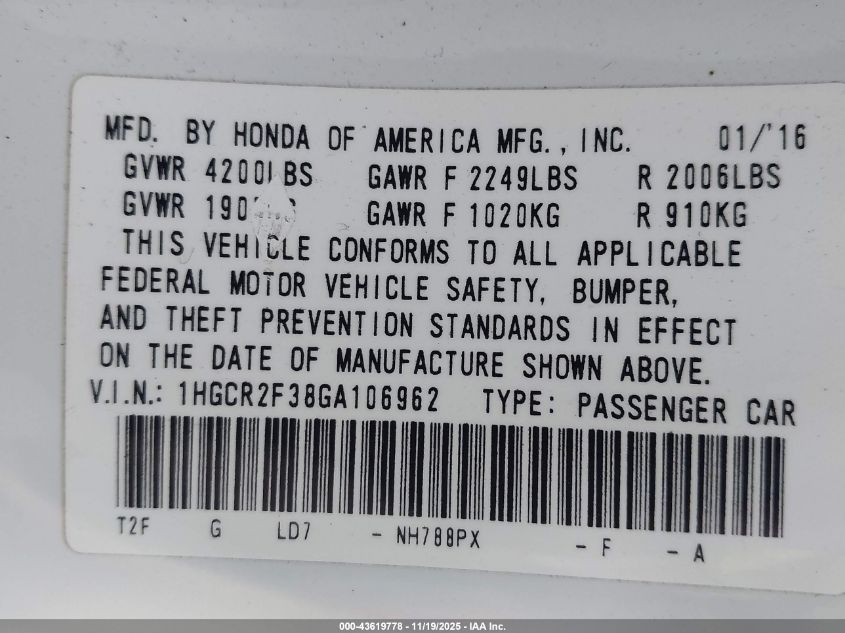 MFD. BY HONDA OF AMERICA MFG., INC. 01/'16
GVWR 4200LBS GAWR F 2249LBS R 2006LBS
GVWR GAWR F 1020KG R 910KG
THIS VEHICLE CONFORMS TO ALL APPLICABLE
FEDERAL MOTOR VEHICLE SAFETY, BUMPER,
AND THEFT PREVENTION STANDARDS IN EFFECT
ON THE DATE OF MANUFACTURE SHOWN ABOVE.
V.I.N.: 1HGCR2F38GA106962 TYPE: PASSENGER CAR
T2F G LD7 - NH788PX - F - A
000-43619778 - 11/19/2025 - IAA Inc.